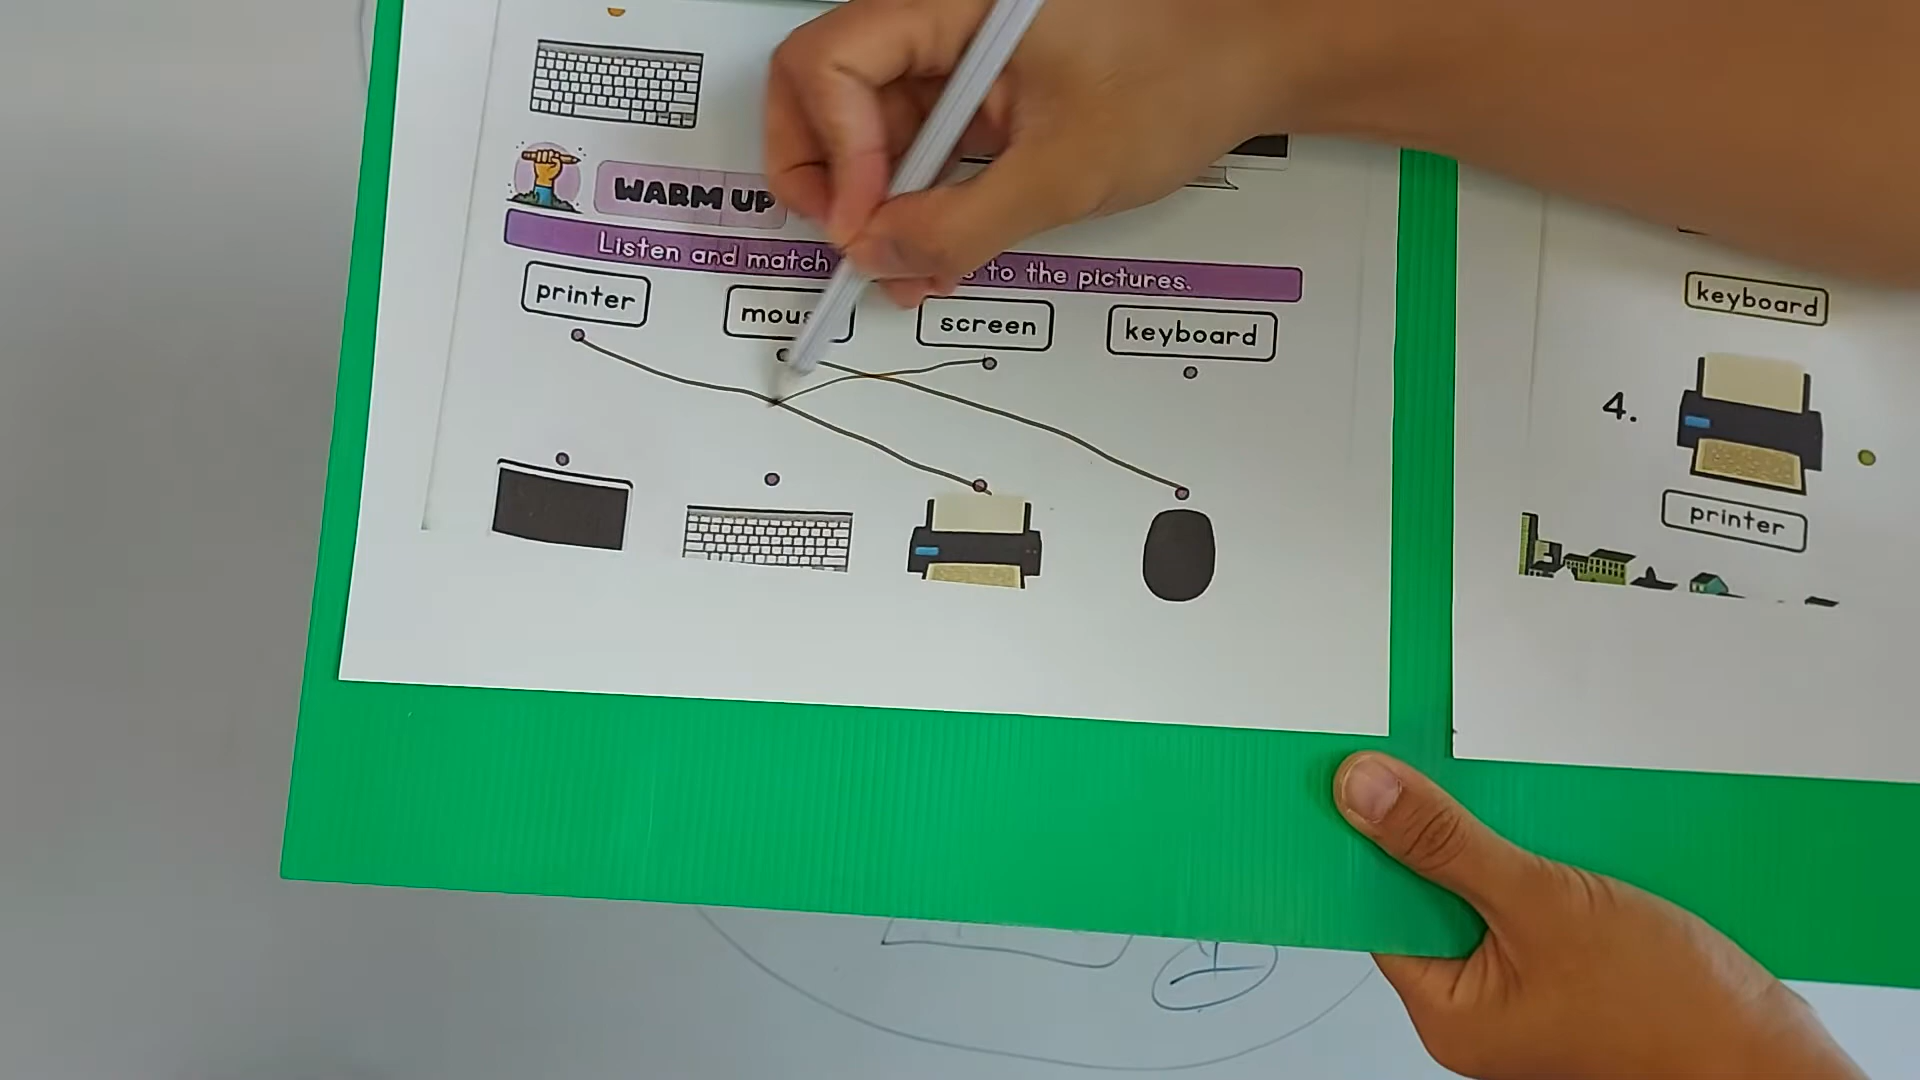 WARM UP
Listen and match to the pictures.
printer
screen
keyboard
keyboard
4.
printer